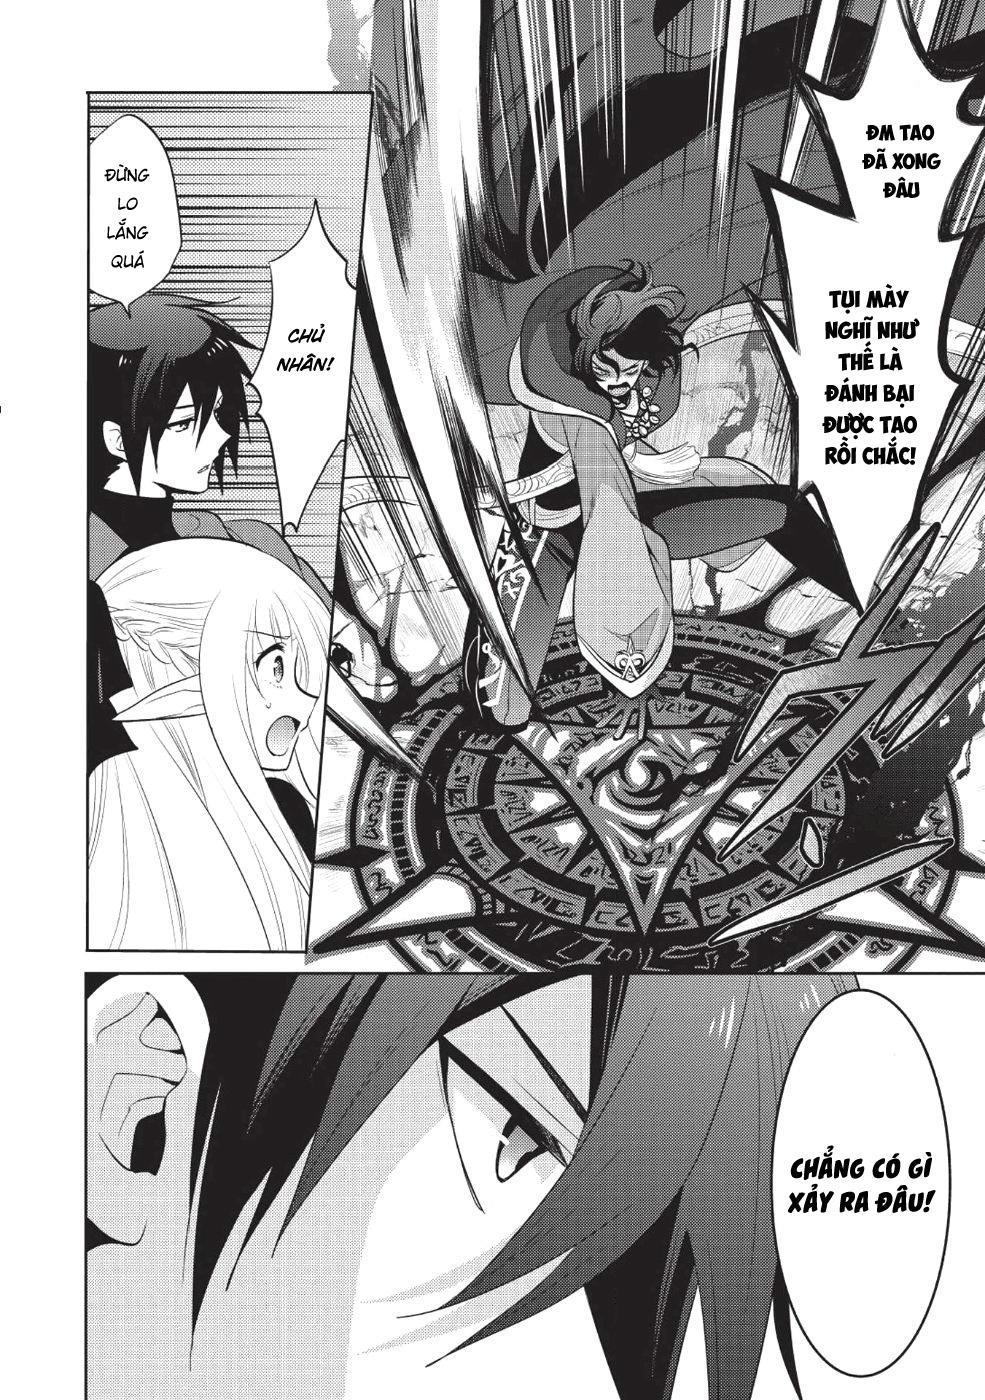 ĐM TAO
ĐÃ XONG
ĐÂU
TỤI MÀY
NGHĨ NHƯ
THẾ LÀ
ĐÁNH BẠI
ĐƯỢC TAO
RỒI CHẮC!
CHỦ
NHÂN!
ĐỪNG
LO
LẮNG
QUÁ
CHẲNG CÓ GÌ
XẢY RA ĐÂU!